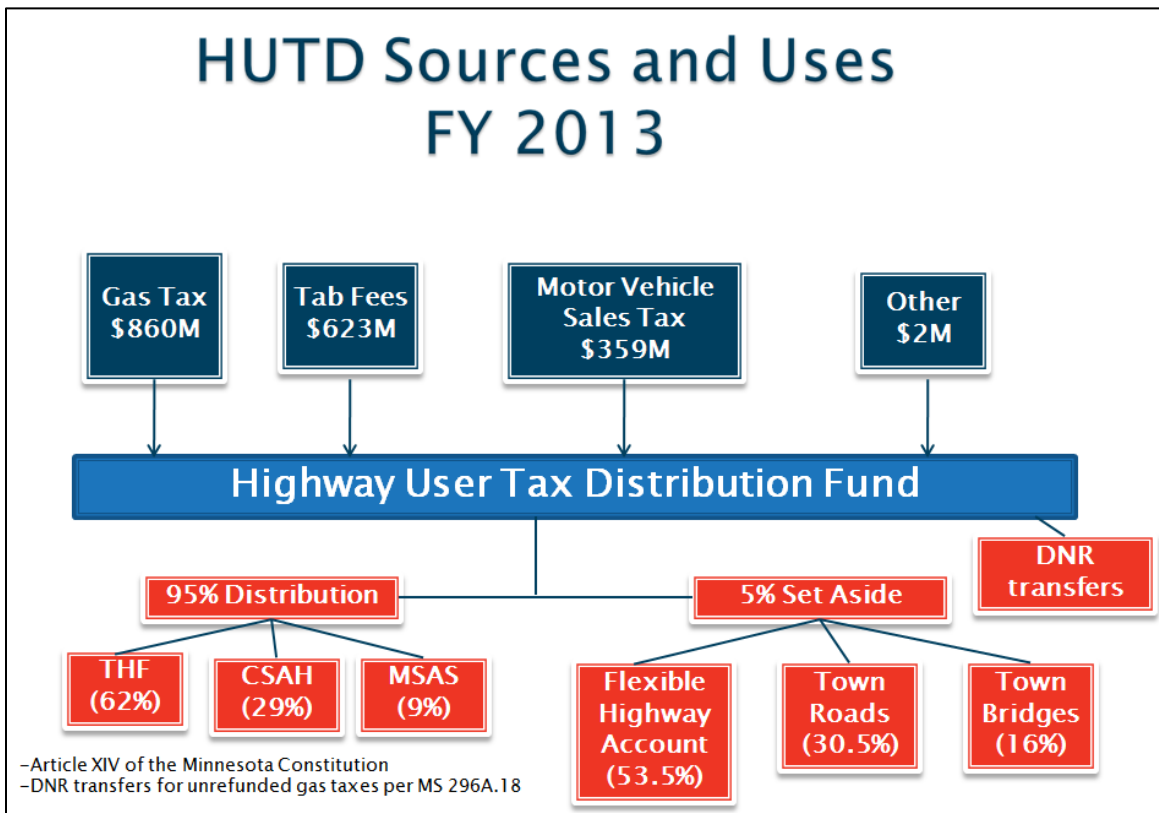 HUTD Sources and Uses
FY 2013
Gas Tax
$860M
Tab Fees
$623M
Motor Vehicle
Sales Tax
$359M
Other
$2M
Highway User Tax Distribution Fund
DNR
transfers
95% Distribution
5% Set Aside
THF
(62%)
CSAH
(29%)
MSAS
(9%)
Flexible
Highway
Account
(53.5%)
Town
Roads
(30.5%)
Town
Bridges
(16%)
-Article XIV of the Minnesota Constitution
-DNR transfers for unrefunded gas taxes per MS 296A.18